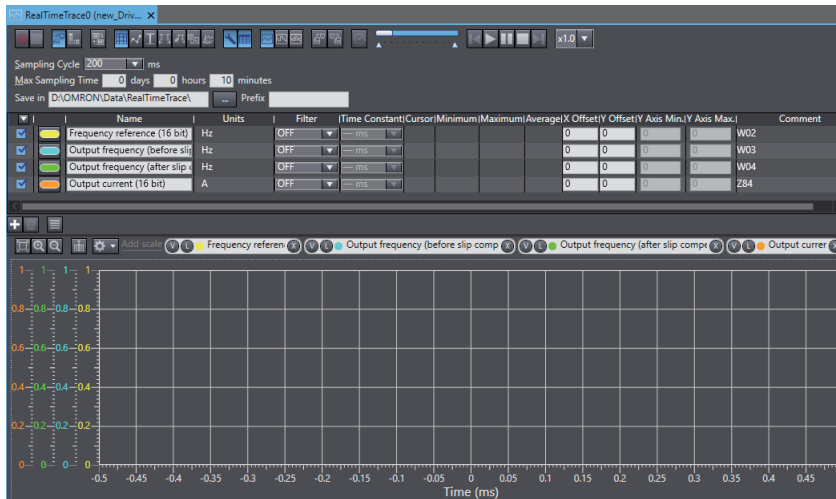 RealTimeTrace0 (new_Driv... X
x1.0
Sampling Cycle 200 ms
Max Sampling Time 0 days 0 hours 10 minutes
Save in D:\OMRON\Data\RealTimeTrace\ ... Prefix
Name Units Filter Time Constant Cursor Minimum Maximum Average X Offset Y Offset Y Axis Min. Y Axis Max. Comment
Frequency reference (16 bit) Hz OFF --- ms 0 0 0 0 W02
Output frequency (before slip Hz OFF --- ms 0 0 0 0 W03
Output frequency (after slip c Hz OFF --- ms 0 0 0 0 W04
Output current (16 bit) A OFF --- ms 0 0 0 0 Z84
Add scale V L Frequency referen X V L Output frequency (before slip comp X V L Output frequency (after slip compe X V L Output currer X
1 1 1 1
0.8 0.8 0.8 0.8
0.6 0.6 0.6 0.6
0.4 0.4 0.4 0.4
0.2 0.2 0.2 0.2
0 0 0 0
-0.5 -0.45 -0.4 -0.35 -0.3 -0.25 -0.2 -0.15 -0.1 -0.05 0 0.05 0.1 0.15 0.2 0.25 0.3 0.35 0.4 0.45
Time (ms)